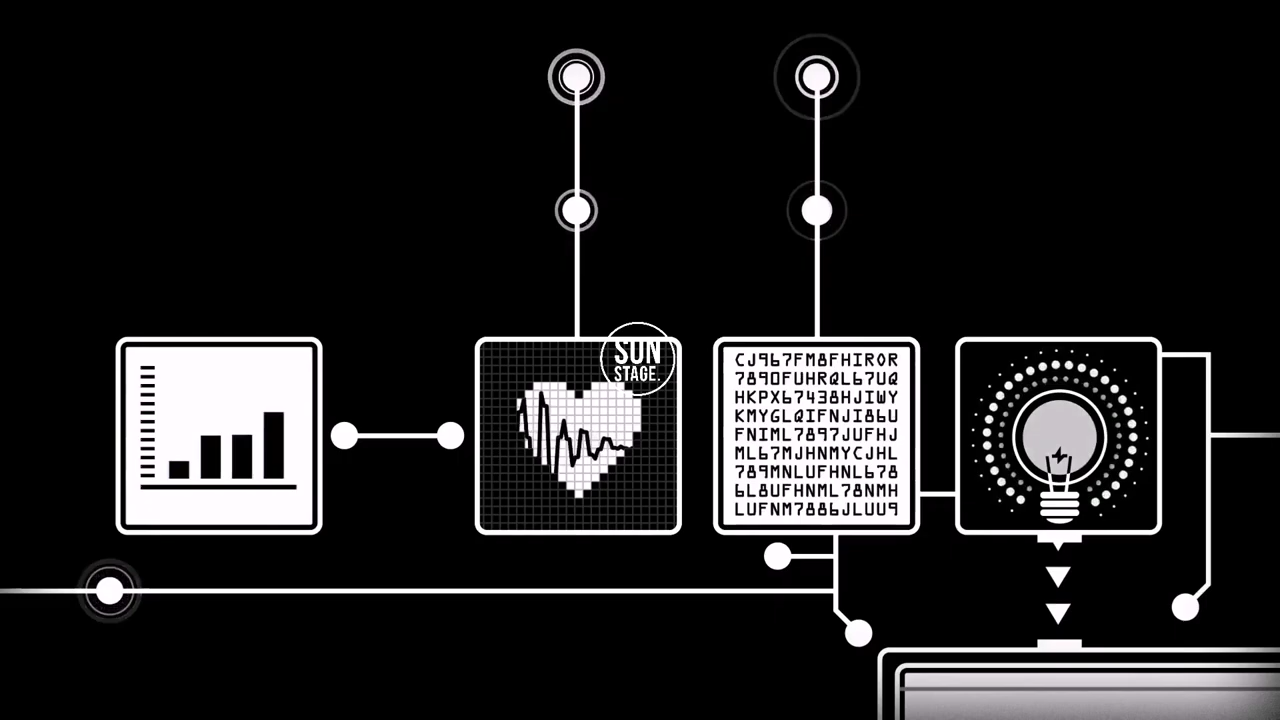 SUN
STAGE.
CJ967FM8FHIROR
7890FUHRQL67UQ
HKPX67438HJIWY
KMYGLQIFNJI86U
FNIML7897JUFHJ
ML67MJHNMYCJHL
789MNLUFHNL678
6L8UFHNML78NMH
LUFNM7886JLUU9